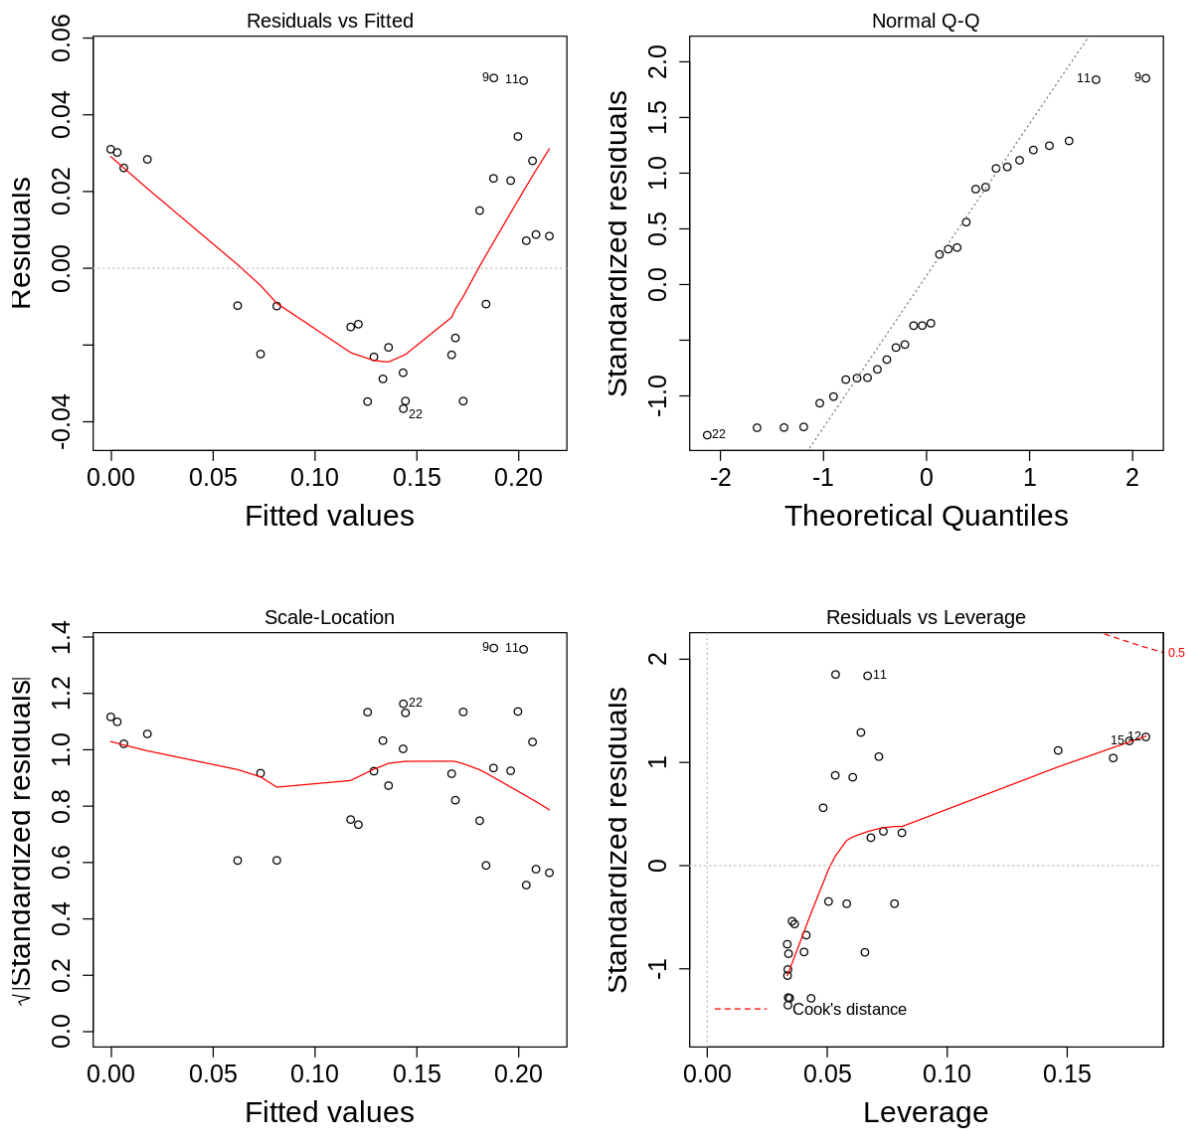 Residuals vs Fitted
Residuals
0.06
0.04
0.02
0.00
-0.04
9
11
22
0.00 0.05 0.10 0.15 0.20
Fitted values
Normal Q-Q
Standardized residuals
2.0
1.5
1.0
0.5
0.0
-1.0
11
9
22
-2 -1 0 1 2
Theoretical Quantiles
Scale-Location
√|Standardized residuals|
1.4
1.2
1.0
0.8
0.6
0.4
0.2
0.0
9
11
22
0.00 0.05 0.10 0.15 0.20
Fitted values
Residuals vs Leverage
Standardized residuals
2
1
0
-1
0.5
11
15
12
Cook's distance
0.00 0.05 0.10 0.15
Leverage